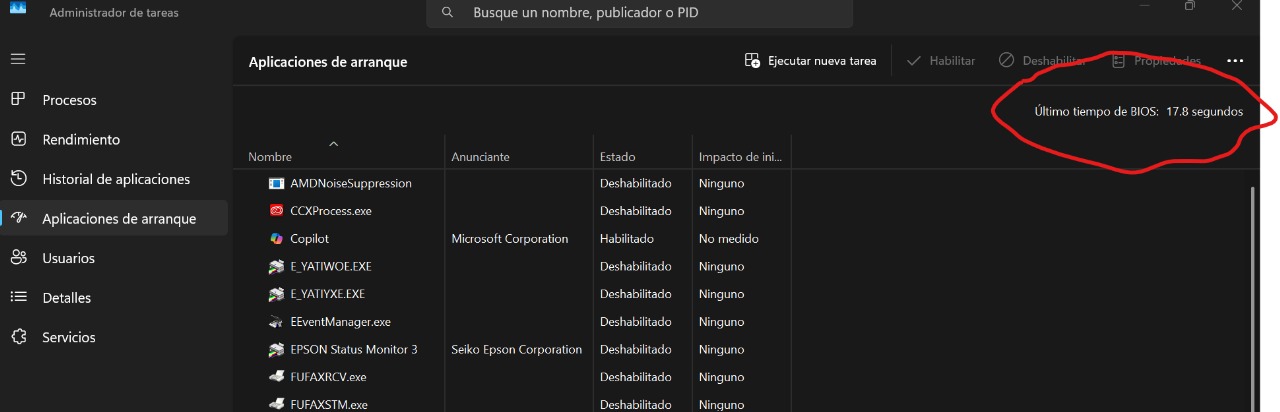 Administrador de tareas
Busque un nombre, publicador o PID
Aplicaciones de arranque
Ejecutar nueva tarea
Habilitar
Deshabilitar
Propiedades
Último tiempo de BIOS: 17.8 segundos
Procesos
Rendimiento
Historial de aplicaciones
Aplicaciones de arranque
Usuarios
Detalles
Servicios
Nombre Anunciante Estado Impacto de ini...
AMDNoiseSuppression Deshabilitado Ninguno
CCXProcess.exe Deshabilitado Ninguno
Copilot Microsoft Corporation Habilitado No medido
E_YATIWOE.EXE Deshabilitado Ninguno
E_YATIYXE.EXE Deshabilitado Ninguno
EEventManager.exe Deshabilitado Ninguno
EPSON Status Monitor 3 Seiko Epson Corporation Deshabilitado Ninguno
FUFAXRCV.exe Deshabilitado Ninguno
FUFAXSTM.exe Deshabilitado Ninguno